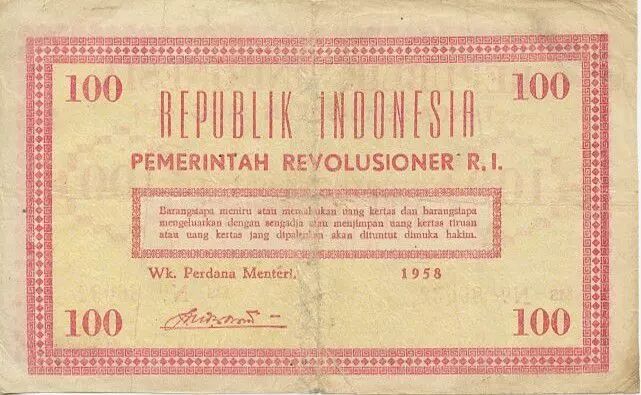 100 100
REPUBLIK INDONESIA
PEMERINTAH REVOLUSIONER R.I.
Barangsiapa meniru atau memalsukan uang kertas dan barangsiapa
mengeluarkan dengan sengadja atau menjimpan uang kertas tiruan
atau uang kertas jang dipalsukan akan dituntut dimuka hakim.
Wk. Perdana Menteri. 1958
100 100